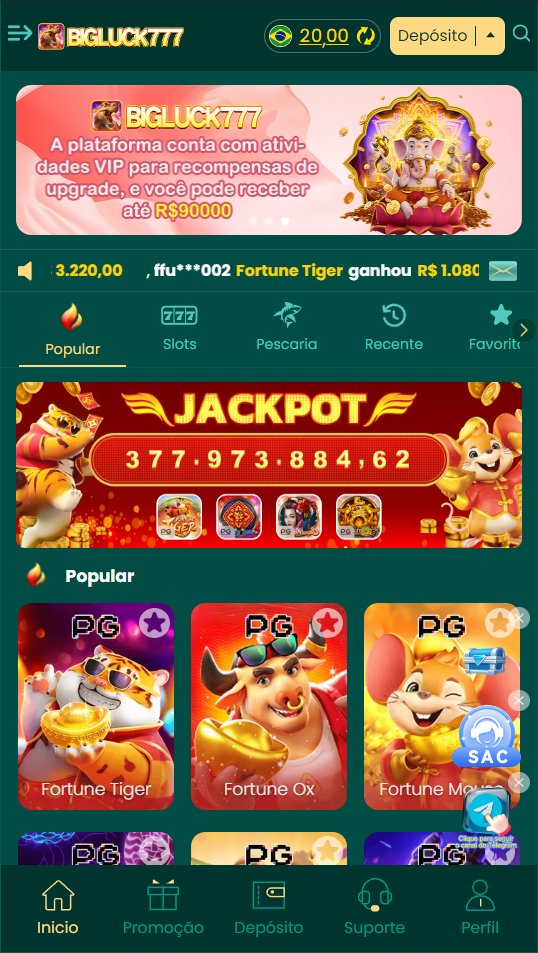 BIGLUCK777
20,00
Depósito
BIGLUCK777
A plataforma conta com ativi-
dades VIP para recompensas de
upgrade, e você pode receber
até R$90000
3.220,00 , ffu***002 Fortune Tiger ganhou R$ 1.080
Popular
Slots
Pescaria
Recente
Favorito
JACKPOT
377.973.884,62
Popular
PG
PG
PG
Fortune Tiger
Fortune Ox
Fortune Mouse
SAC
Clique para seguir
o canal do Telegram
PG
PG
PG
Inicio
Promoção
Depósito
Suporte
Perfil